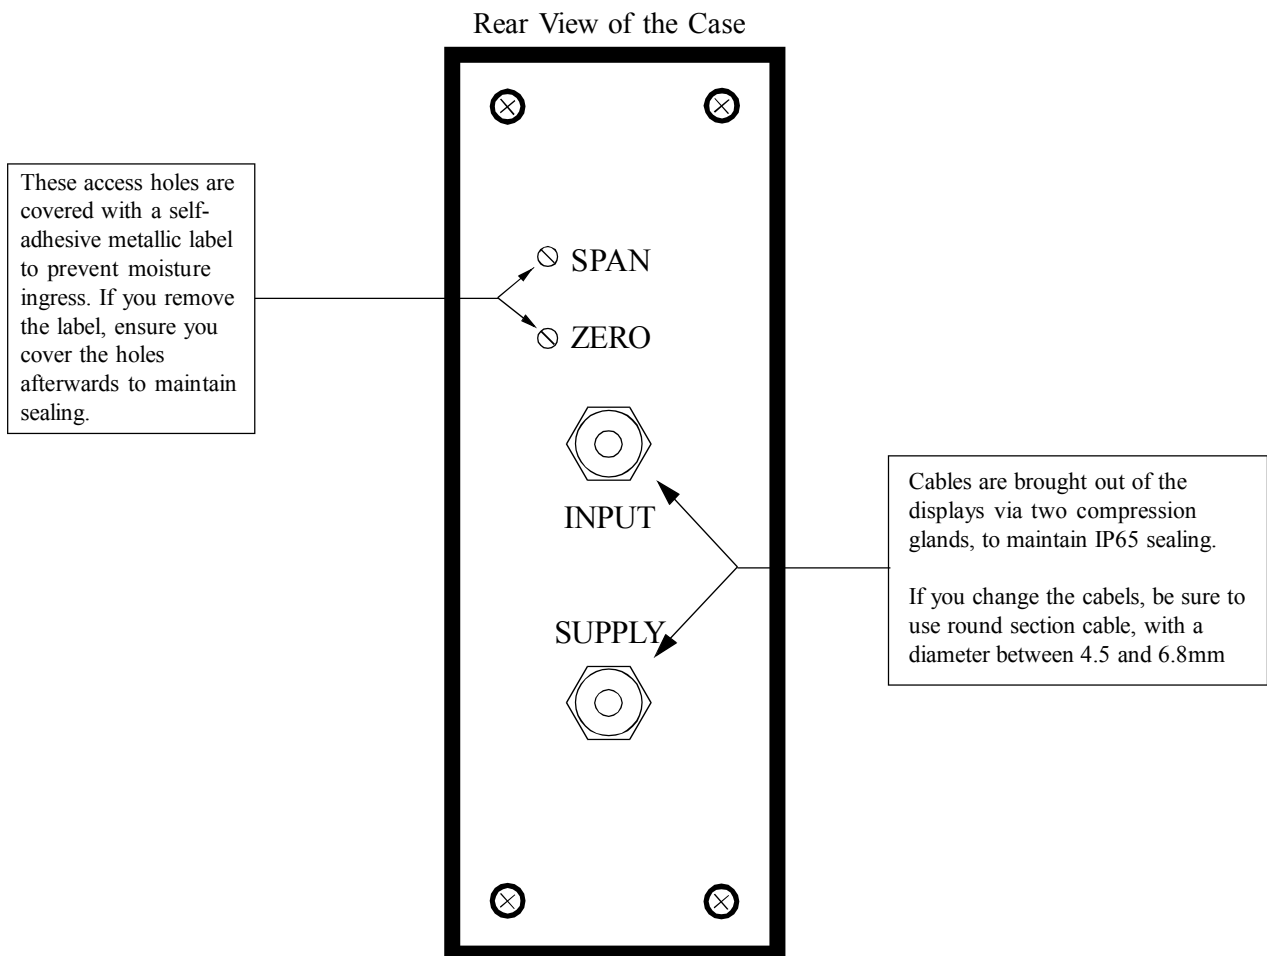 Rear View of the Case
These access holes are
covered with a self-
adhesive metallic label
to prevent moisture
ingress. If you remove
the label, ensure you
cover the holes
afterwards to maintain
sealing.
SPAN
ZERO
INPUT
SUPPLY
Cables are brought out of the
displays via two compression
glands, to maintain IP65 sealing.
If you change the cabels, be sure to
use round section cable, with a
diameter between 4.5 and 6.8mm